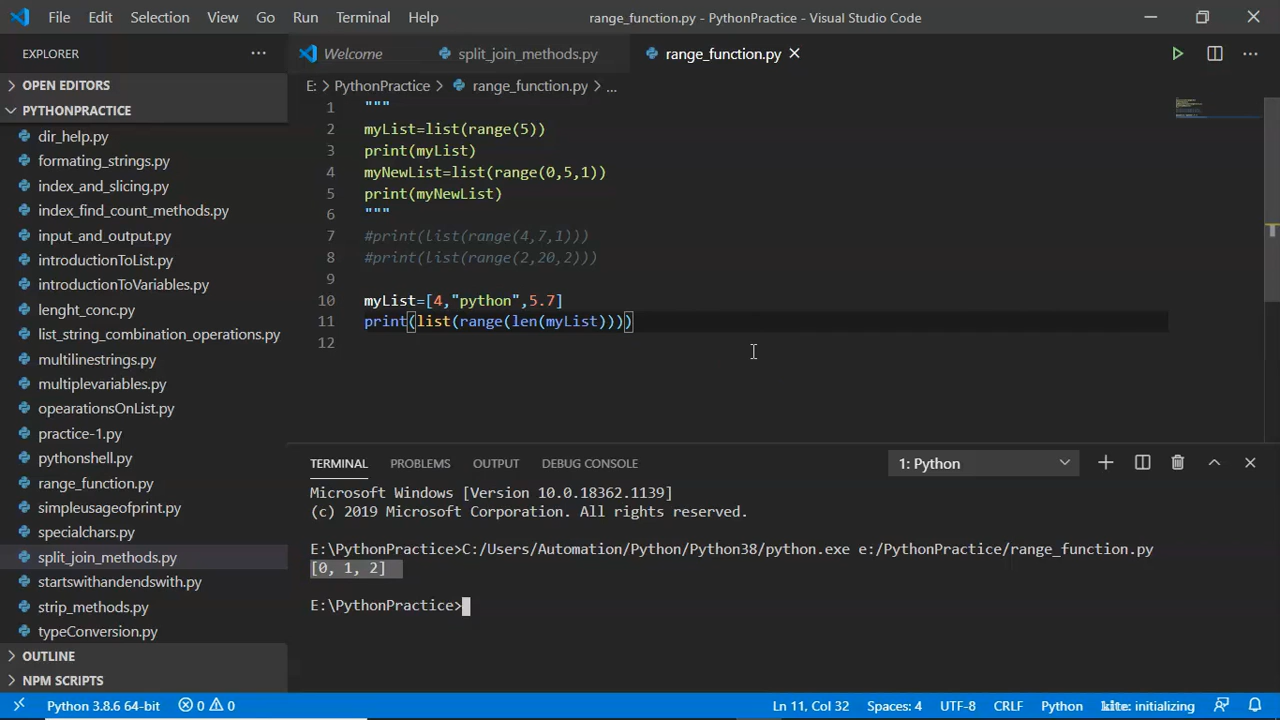 File Edit Selection View Go Run Terminal Help range_function.py - PythonPractice - Visual Studio Code
EXPLORER
OPEN EDITORS
PYTHONPRACTICE
dir_help.py
formating_strings.py
index_and_slicing.py
index_find_count_methods.py
input_and_output.py
introductionToList.py
introductionToVariables.py
lenght_conc.py
list_string_combination_operations.py
multilinestrings.py
multiplevariables.py
opearationsOnList.py
practice-1.py
pythonshell.py
range_function.py
simpleusageofprint.py
specialchars.py
split_join_methods.py
startswithandendswith.py
strip_methods.py
typeConversion.py
OUTLINE
NPM SCRIPTS
Welcome split_join_methods.py range_function.py
E: > PythonPractice > range_function.py > ...
1 """
2 myList=list(range(5))
3 print(myList)
4 myNewList=list(range(0,5,1))
5 print(myNewList)
6 """
7 #print(list(range(4,7,1)))
8 #print(list(range(2,20,2)))
9
10 myList=[4,"python",5.7]
11 print(list(range(len(myList))))
12
TERMINAL PROBLEMS OUTPUT DEBUG CONSOLE 1: Python
Microsoft Windows [Version 10.0.18362.1139]
(c) 2019 Microsoft Corporation. All rights reserved.
E:\PythonPractice>C:/Users/Automation/Python/Python38/python.exe e:/PythonPractice/range_function.py
[0, 1, 2]
E:\PythonPractice>
Python 3.8.6 64-bit 0 0 Ln 11, Col 32 Spaces: 4 UTF-8 CRLF Python kite: initializing